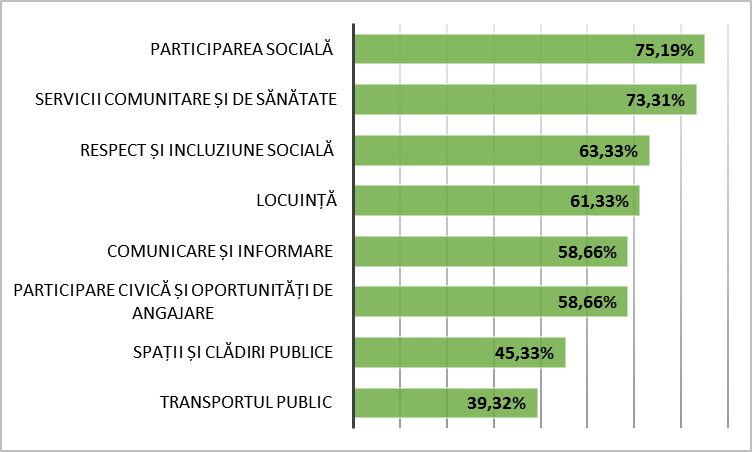 PARTICIPAREA SOCIALĂ
75,19%
SERVICII COMUNITARE ȘI DE SĂNĂTATE
73,31%
RESPECT ȘI INCLUZIUNE SOCIALĂ
63,33%
LOCUINȚĂ
61,33%
COMUNICARE ȘI INFORMARE
58,66%
PARTICIPARE CIVICĂ ȘI OPORTUNITĂȚI DE
ANGAJARE
58,66%
SPAȚII ȘI CLĂDIRI PUBLICE
45,33%
TRANSPORTUL PUBLIC
39,32%